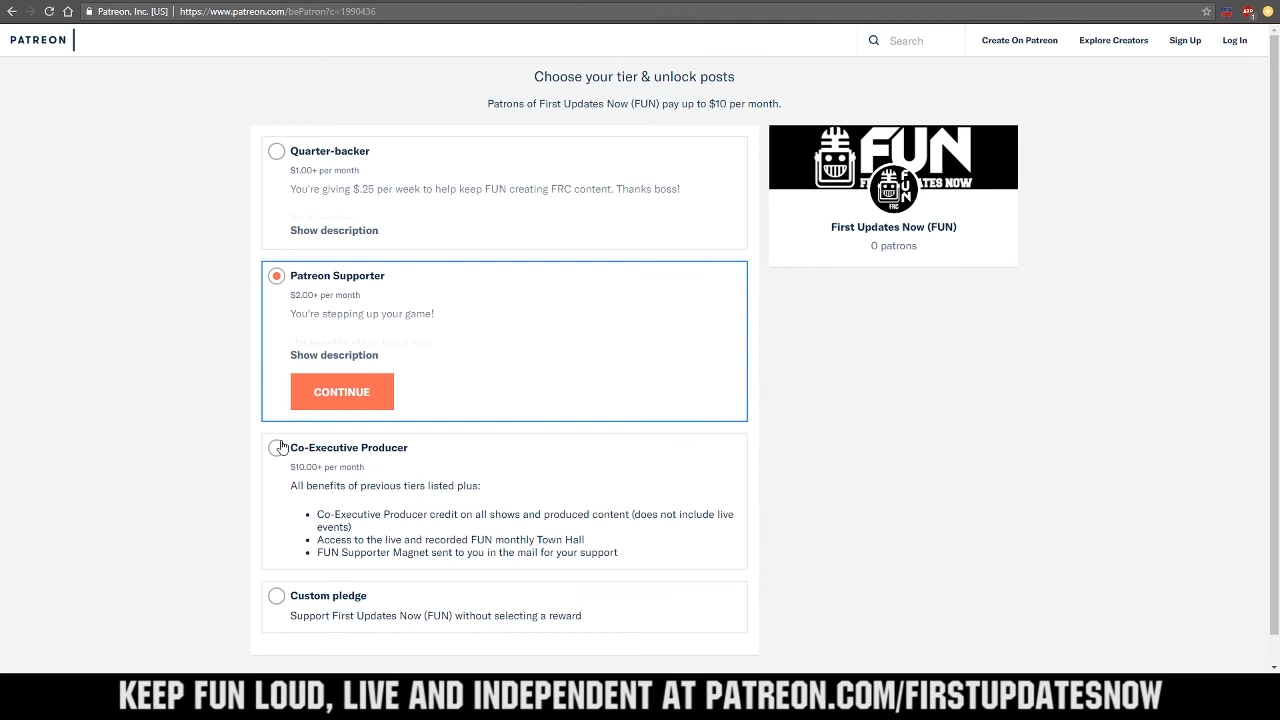 Patreon, Inc. [US] | https://www.patreon.com/bePatron?c=1990436
PATREON
Search
Create On Patreon
Explore Creators
Sign Up
Log In
Choose your tier & unlock posts
Patrons of First Updates Now (FUN) pay up to $10 per month.
Quarter-backer
$1.00+ per month
You're giving $.25 per week to help keep FUN creating FRC content. Thanks boss!
Show description
Patreon Supporter
$2.00+ per month
You're stepping up your game!
All benefits of tier listed plus
Show description
CONTINUE
Co-Executive Producer
$10.00+ per month
All benefits of previous tiers listed plus:
• Co-Executive Producer credit on all shows and produced content (does not include live
events)
• Access to the live and recorded FUN monthly Town Hall
• FUN Supporter Magnet sent to you in the mail for your support
Custom pledge
Support First Updates Now (FUN) without selecting a reward
FUN
FUN
FRC
First Updates Now (FUN)
0 patrons
KEEP FUN LOUD, LIVE AND INDEPENDENT AT PATREON.COM/FIRSTUPDATESNOW